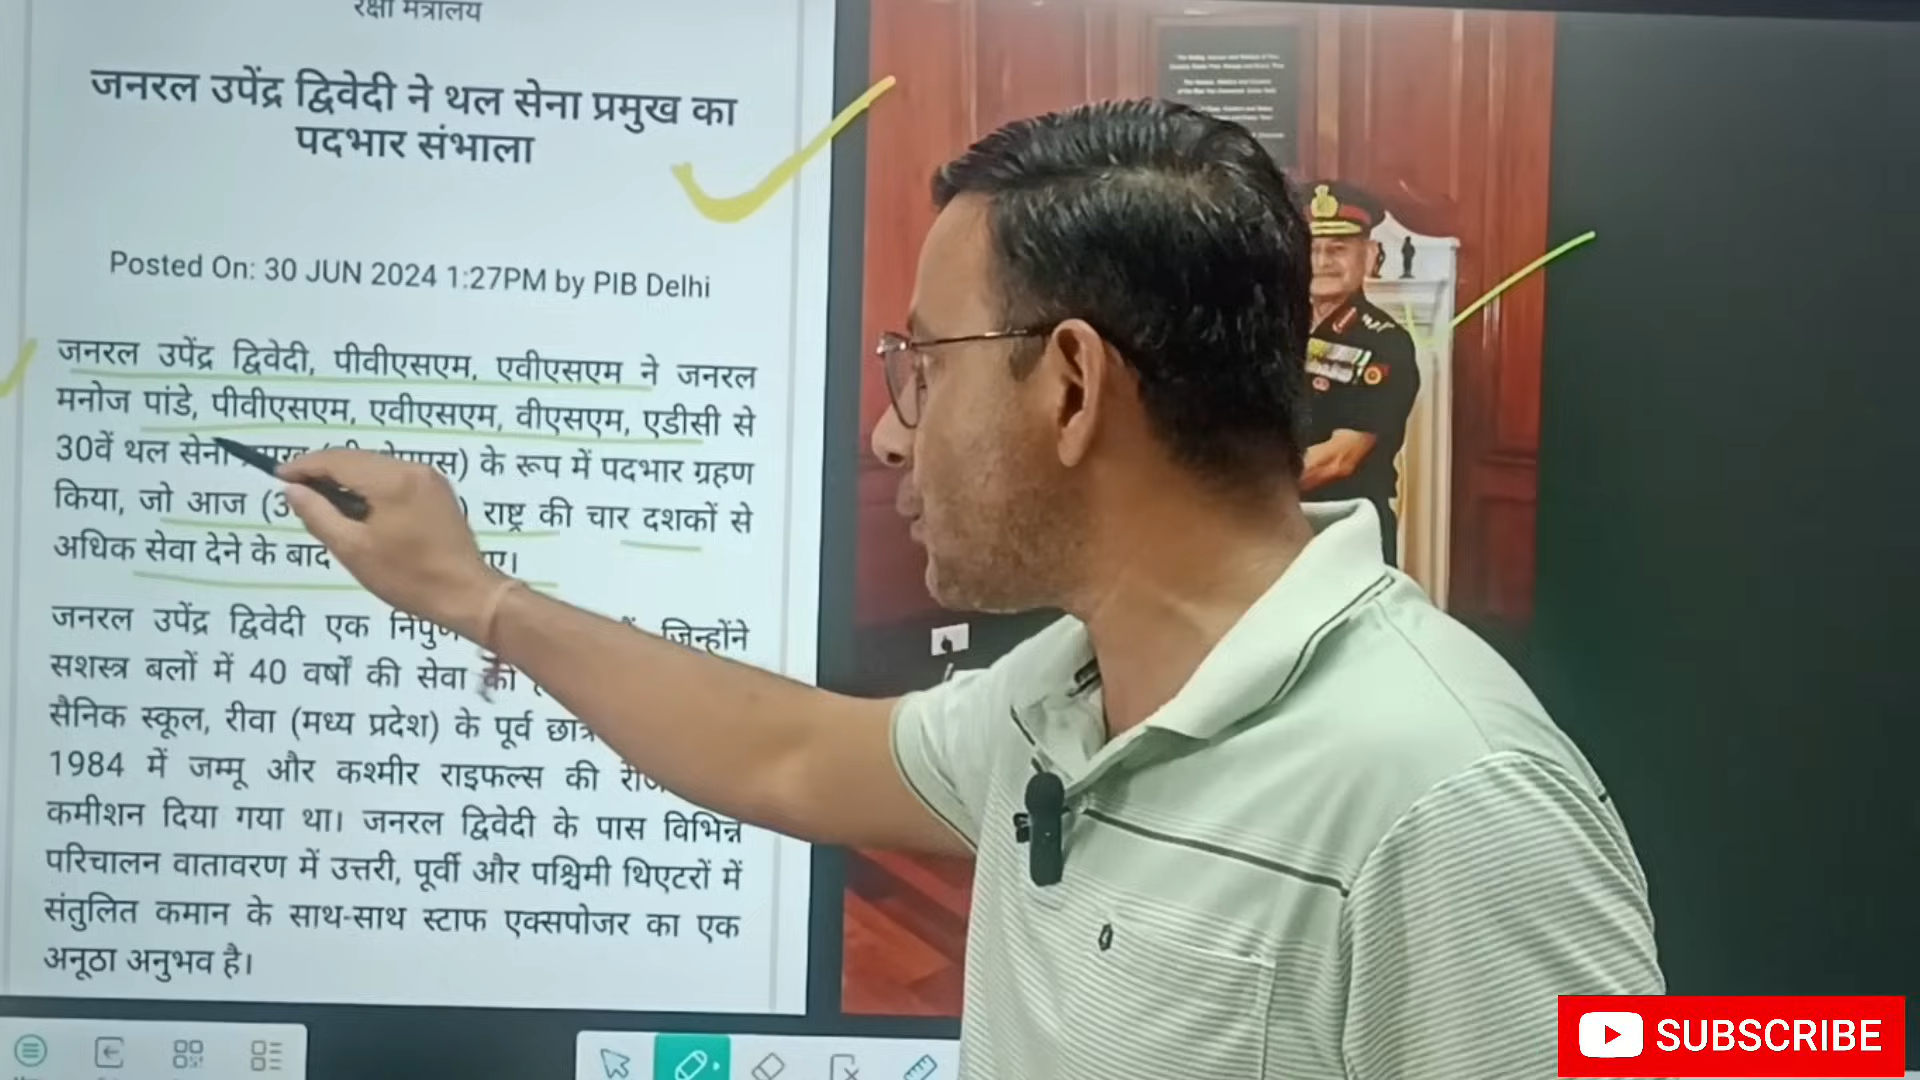 रक्षा मंत्रालय
जनरल उपेंद्र द्विवेदी ने थल सेना प्रमुख का
पदभार संभाला
Posted On: 30 JUN 2024 1:27PM by PIB Delhi
जनरल उपेंद्र द्विवेदी, पीवीएसएम, एवीएसएम ने जनरल
मनोज पांडे, पीवीएसएम, एवीएसएम, वीएसएम, एडीसी से
30वें थल सेना के रूप में पदभार ग्रहण
किया, जो आज राष्ट्र की चार दशकों से
अधिक सेवा देने के बाद
जनरल उपेंद्र द्विवेदी एक जिन्होंने
सशस्त्र बलों में 40 वर्षों की सेवा की
सैनिक स्कूल, रीवा (मध्य प्रदेश) के पूर्व
1984 में जम्मू और कश्मीर राइफल्स की
कमीशन दिया गया था। जनरल द्विवेदी के पास विभिन्न
परिचालन वातावरण में उत्तरी, पूर्वी और पश्चिमी थिएटरों में
संतुलित कमान के साथ-साथ स्टाफ एक्सपोजर का एक
अनूठा अनुभव है।
SUBSCRIBE